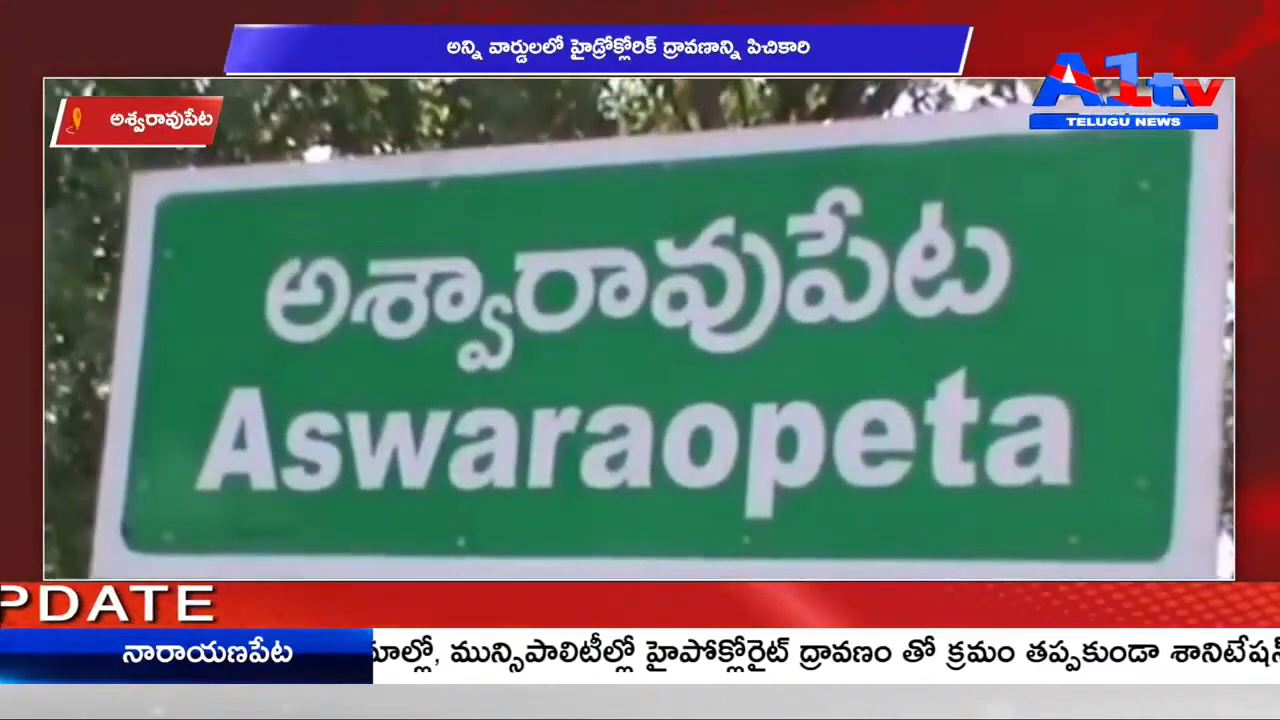 అన్ని వార్డులలో హైడ్రోక్లోరిక్ ద్రావణాన్ని పిచికారి
A1tv
TELUGU NEWS
అశ్వరావుపేట
అశ్వారావుపేట
Aswaraopeta
PDATE
నారాయణపేట
మాల్లో, మున్సిపాలిటీల్లో హైపోక్లోరైట్ ద్రావణం తో క్రమం తప్పకుండా శానిటేషన్